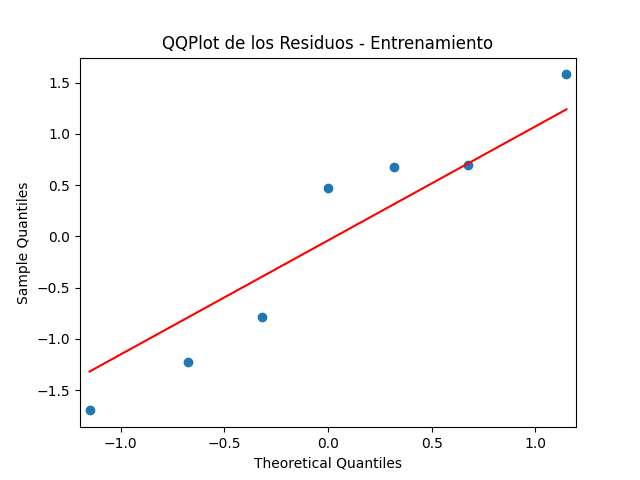 QQPlot de los Residuos - Entrenamiento
1.5
1.0
0.5
0.0
−0.5
−1.0
−1.5
Sample Quantiles
−1.0 −0.5 0.0 0.5 1.0
Theoretical Quantiles